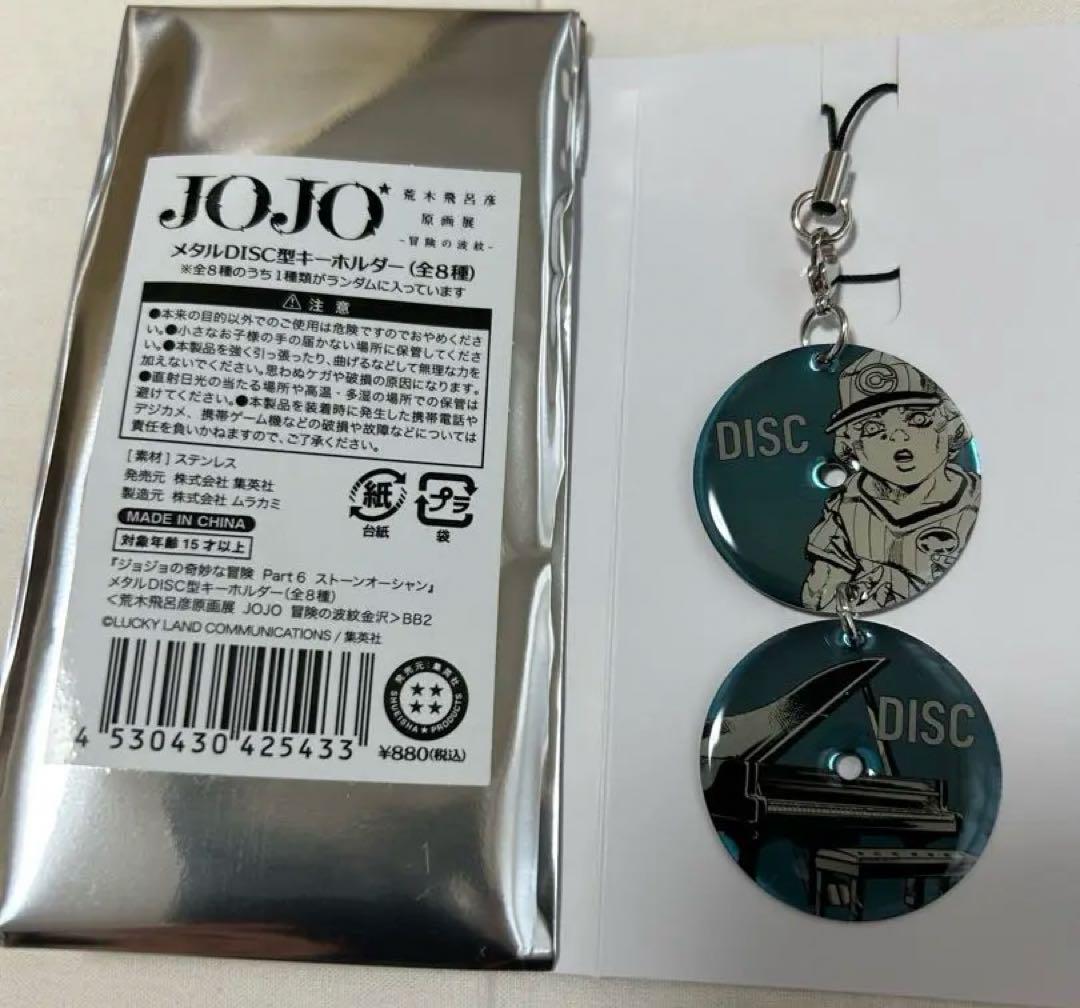 JOJO★
荒木飛呂彦
原画展
-冒険の波紋-
メタルDISC型キーホルダー(全8種)
※全8種のうち1種類がランダムに入っています
⚠ 注 意
●本来の目的以外でのご使用は危険ですのでおやめくださ
い。●小さなお子様の手の届かない場所に保管してくださ
い。●本製品を強く引っ張ったり、曲げるなどして無理な力を
加えないでください。思わぬケガや破損の原因になります。
●直射日光の当たる場所や高温・多湿の場所での保管は
避けてください。●本製品を装着時に発生した携帯電話や
デジカメ、携帯ゲーム機などの破損や故障などについては
責任を負いかねますので、ご了承ください。
[素材]ステンレス
発売元 株式会社 集英社
製造元 株式会社 ムラカミ
MADE IN CHINA
対象年齢15才以上
紙
台紙
プラ
袋
『ジョジョの奇妙な冒険 Part6 ストーンオーシャン』
メタルDISC型キーホルダー(全8種)
<荒木飛呂彦原画展 JOJO 冒険の波紋金沢>BB2
©LUCKY LAND COMMUNICATIONS/集英社
4 530430 425433
発売元:集英社
SHUEISHA★PRODUCTS
¥880(税込)
C
DISC
DISC